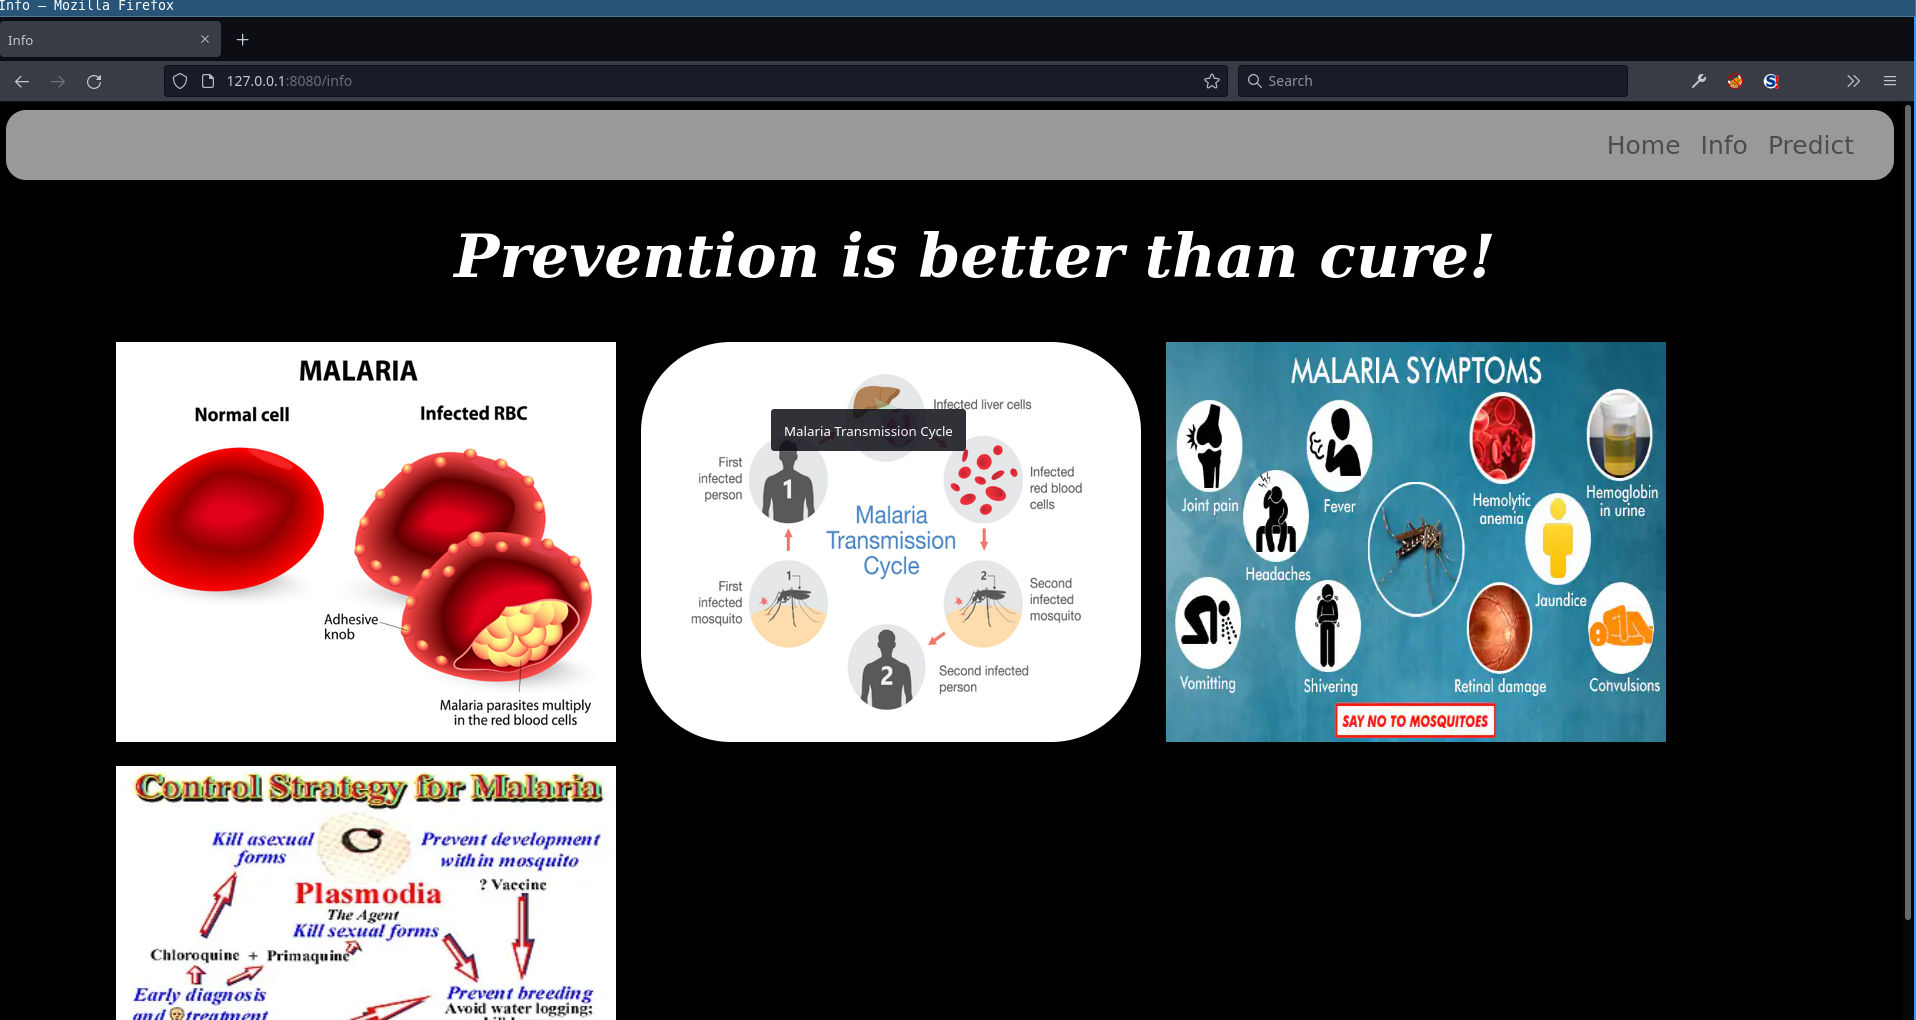 Info — Mozilla Firefox
Info
127.0.0.1:8080/info
Search
Home Info Predict
Prevention is better than cure!
MALARIA
Normal cell
Infected RBC
Adhesive
knob
Malaria parasites multiply
in the red blood cells
Infected liver cells
Malaria Transmission Cycle
First
infected
person
1
Infected
red blood
cells
Malaria
Transmission
Cycle
First
infected
mosquito
1
2
Second
infected
mosquito
2
Second infected
person
MALARIA SYMPTOMS
Joint pain
Fever
Headaches
Hemolytic
anemia
Hemoglobin
in urine
Jaundice
Vomitting
Shivering
Retinal damage
Convulsions
SAY NO TO MOSQUITOES
Control Strategy for Malaria
Kill asexual
forms
Prevent development
within mosquito
? Vaccine
Plasmodia
The Agent
Kill sexual forms
Chloroquine + Primaquine
Early diagnosis
and treatment
Prevent breeding
Avoid water logging;